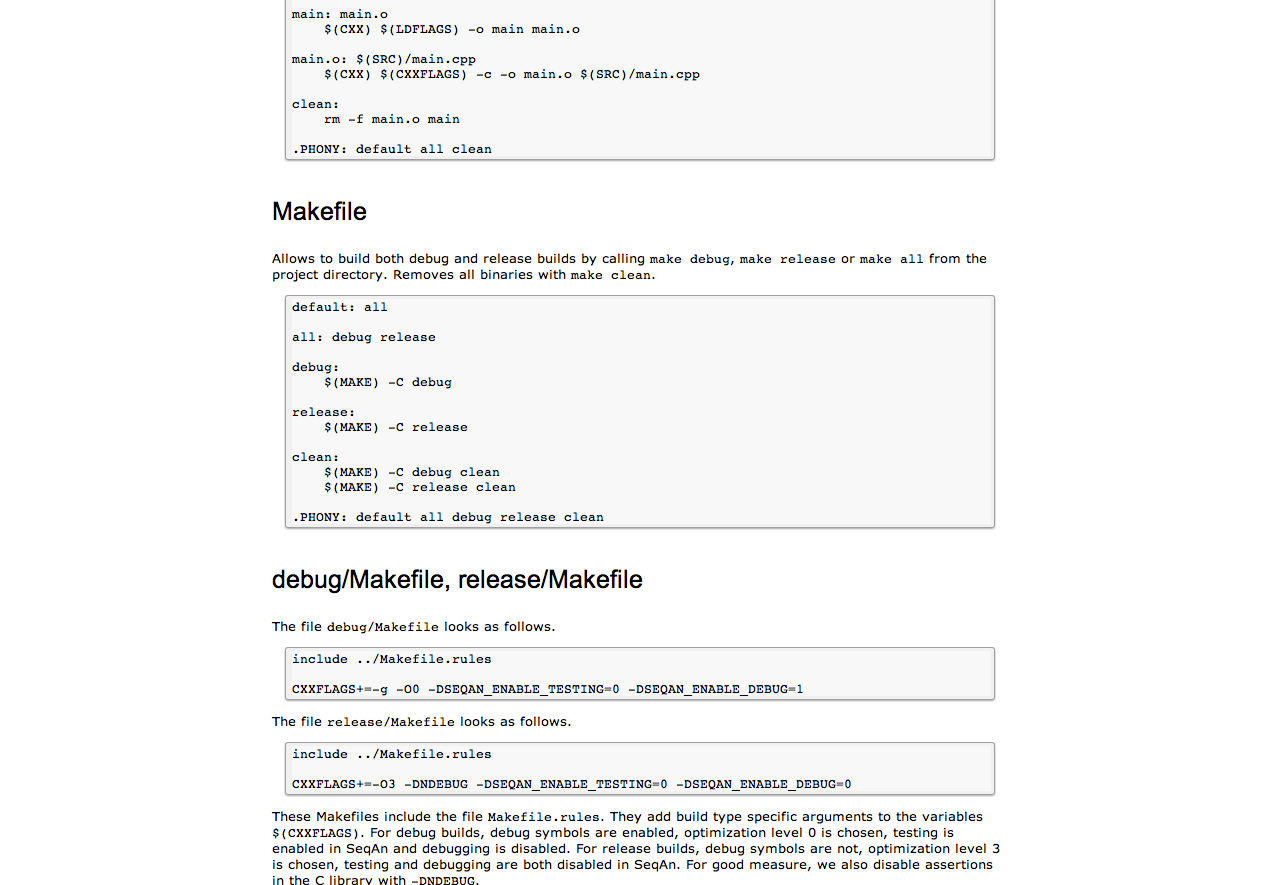 main: main.o
    $(CXX) $(LDFLAGS) -o main main.o
main.o: $(SRC)/main.cpp
    $(CXX) $(CXXFLAGS) -c -o main.o $(SRC)/main.cpp
clean:
    rm -f main.o main
.PHONY: default all clean
Makefile
Allows to build both debug and release builds by calling make debug, make release or make all from the
project directory. Removes all binaries with make clean.
default: all
all: debug release
debug:
    $(MAKE) -C debug
release:
    $(MAKE) -C release
clean:
    $(MAKE) -C debug clean
    $(MAKE) -C release clean
.PHONY: default all debug release clean
debug/Makefile, release/Makefile
The file debug/Makefile looks as follows.
include ../Makefile.rules
CXXFLAGS+=-g -O0 -DSEQAN_ENABLE_TESTING=0 -DSEQAN_ENABLE_DEBUG=1
The file release/Makefile looks as follows.
include ../Makefile.rules
CXXFLAGS+=-O3 -DNDEBUG -DSEQAN_ENABLE_TESTING=0 -DSEQAN_ENABLE_DEBUG=0
These Makefiles include the file Makefile.rules. They add build type specific arguments to the variables
$(CXXFLAGS). For debug builds, debug symbols are enabled, optimization level 0 is chosen, testing is
enabled in SeqAn and debugging is disabled. For release builds, debug symbols are not, optimization level 3
is chosen, testing and debugging are both disabled in SeqAn. For good measure, we also disable assertions
in the C library with -DNDEBUG.